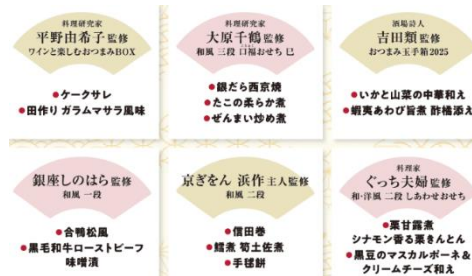 料理研究家
平野由希子監修
ワインと楽しむおつまみBOX
●ケークサレ
●田作り ガラムマサラ風味
料理研究家
大原千鶴監修
和風 三段 口福おせち 巳
●銀だら西京焼
●たこの柔らか煮
●ぜんまい炒め煮
酒場詩人
吉田類監修
おつまみ玉手箱2025
●いかと山菜の中華和え
●蝦夷あわび旨煮 酢橘添え
銀座しのはら監修
和風 一段
●合鴨松風
●黒毛和牛ローストビーフ
味噌漬
京ぎをん 浜作主人監修
和風 二段
●信田巻
●鱈煮 筍土佐煮
●手毬餅
料理家
ぐっち夫婦監修
和・洋風 二段 しあわせおせち
●栗甘露煮
シナモン香る栗きんとん
●黒豆のマスカルポーネ&
クリームチーズ和え